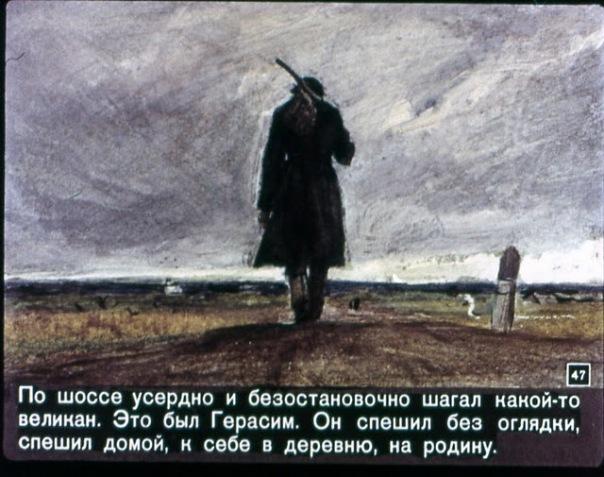 47
По шоссе усердно и безостановочно шагал какой-то
великан. Это был Герасим. Он спешил без оглядки,
спешил домой, к себе в деревню, на родину.